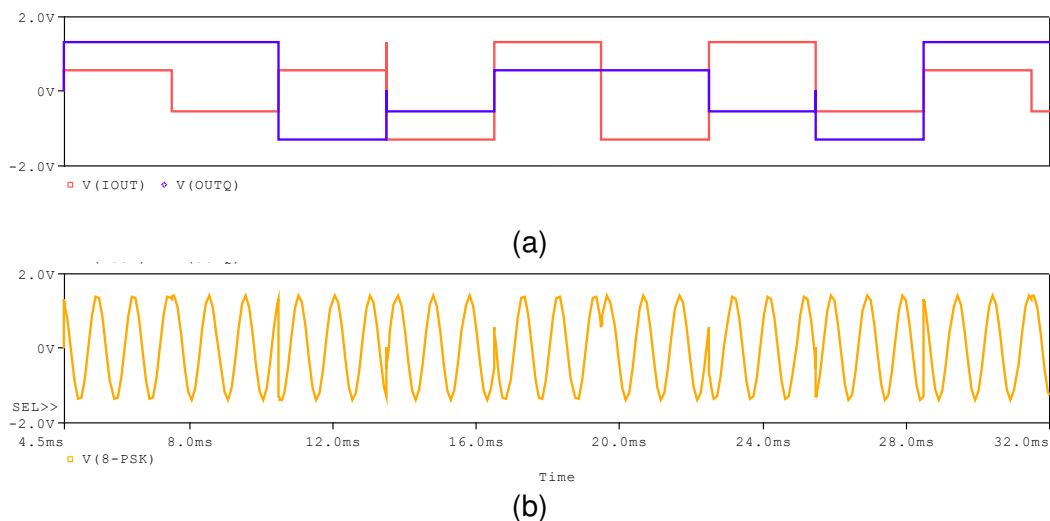 2.0V
0V
-2.0V
V(IOUT) V(OUTQ)
(a)
2.0V
0V
SEL>>
-2.0V
4.5ms 8.0ms 12.0ms 16.0ms 20.0ms 24.0ms 28.0ms 32.0ms
V(8-PSK)
Time
(b)